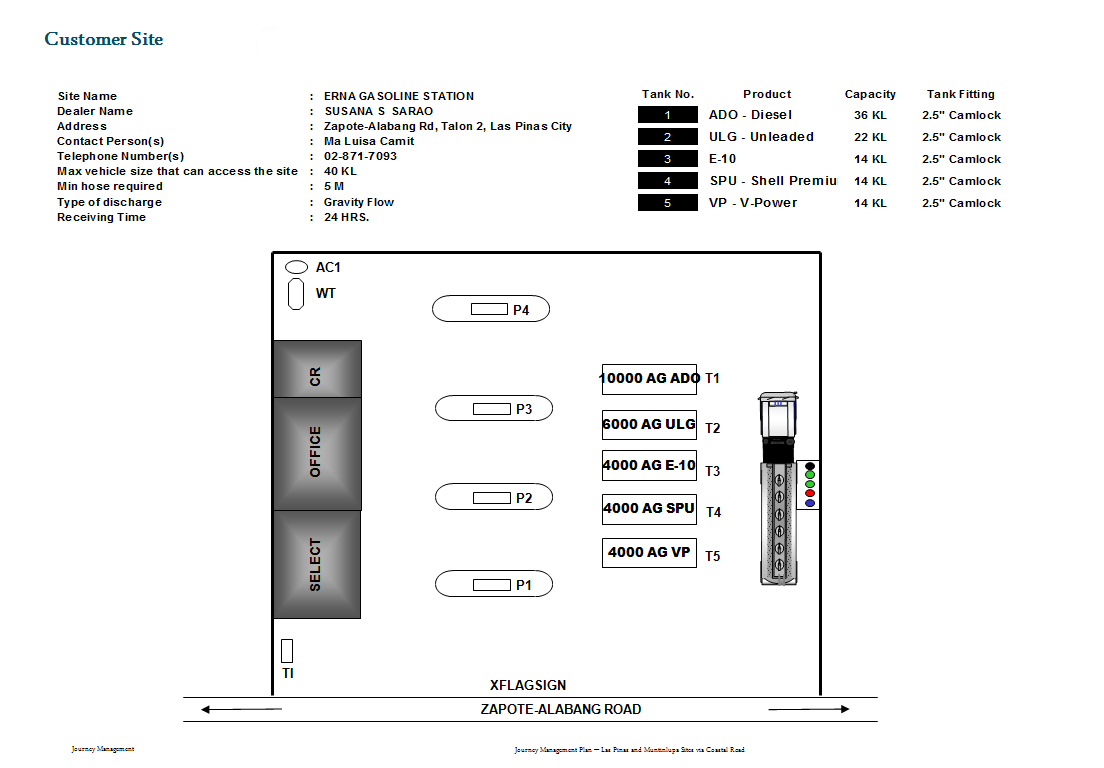 Customer Site
Site Name : ERNA GASOLINE STATION
Dealer Name : SUSANA S SARAO
Address : Zapote-Alabang Rd, Talon 2, Las Pinas City
Contact Person(s) : Ma Luisa Camit
Telephone Number(s) : 02-871-7093
Max vehicle size that can access the site : 40 KL
Min hose required : 5 M
Type of discharge : Gravity Flow
Receiving Time : 24 HRS.
Tank No. Product Capacity Tank Fitting
1 ADO - Diesel 36 KL 2.5" Camlock
2 ULG - Unleaded 22 KL 2.5" Camlock
3 E-10 14 KL 2.5" Camlock
4 SPU - Shell Premiu 14 KL 2.5" Camlock
5 VP - V-Power 14 KL 2.5" Camlock
AC1
WT
P4
CR
10000 AG ADO T1
P3
6000 AG ULG T2
OFFICE
4000 AG E-10 T3
P2
4000 AG SPU T4
SELECT
4000 AG VP T5
P1
TI
XFLAGSIGN
ZAPOTE-ALABANG ROAD
Journey Management
Journey Management Plan – Las Pinas and Muntinlupa Sites via Coastal Road